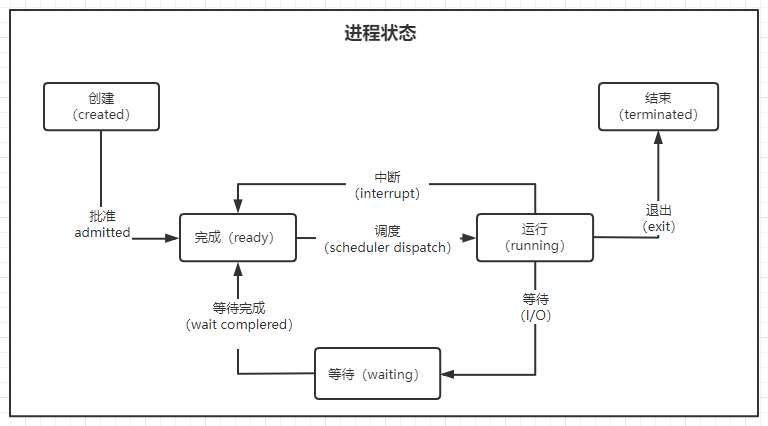 进程状态
创建
（created）
结束
（terminated）
中断
（interrupt）
批准
admitted
完成（ready）
调度
（scheduler dispatch）
运行
（running）
退出
（exit）
等待完成
（wait complered）
等待
（I/O）
等待（waiting）